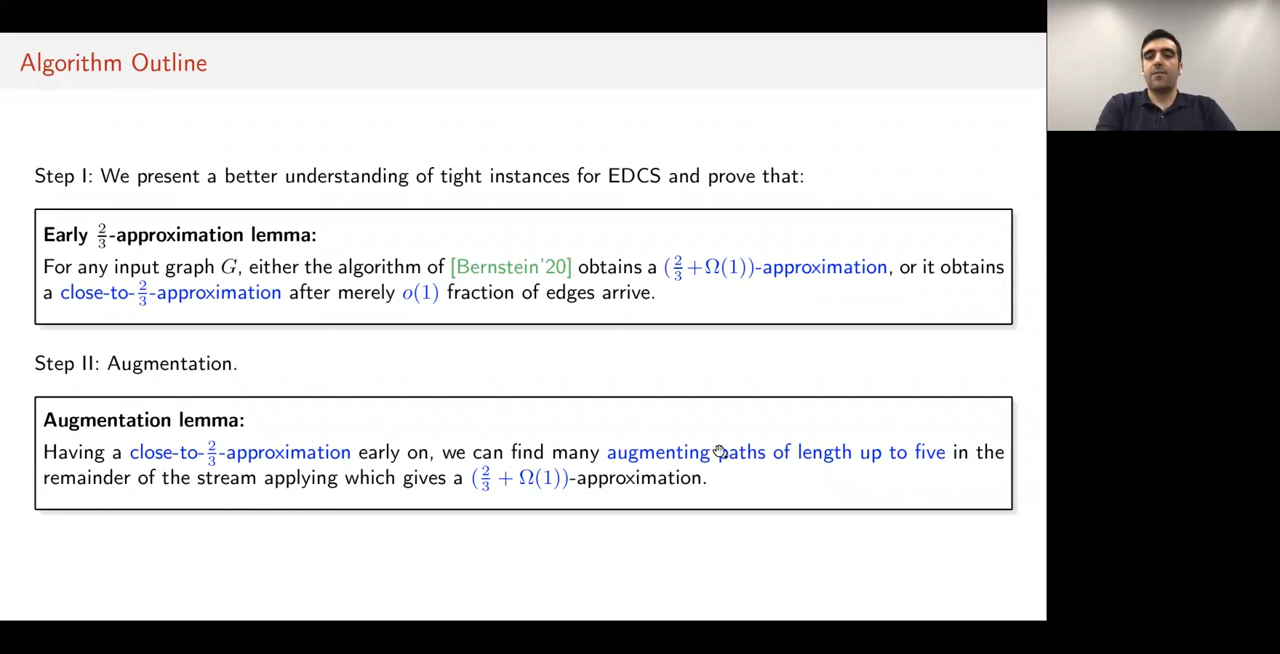 Algorithm Outline
Step I: We present a better understanding of tight instances for EDCS and prove that:
Early 2/3-approximation lemma:
For any input graph G, either the algorithm of [Bernstein'20] obtains a (2/3+Ω(1))-approximation, or it obtains
a close-to-2/3-approximation after merely o(1) fraction of edges arrive.
Step II: Augmentation.
Augmentation lemma:
Having a close-to-2/3-approximation early on, we can find many augmenting paths of length up to five in the
remainder of the stream applying which gives a (2/3 + Ω(1))-approximation.